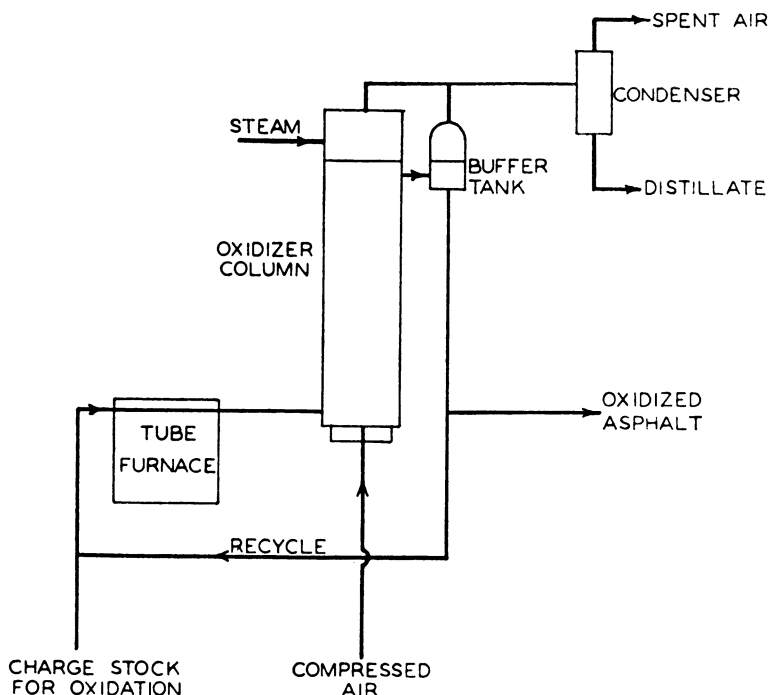 SPENT AIR
CONDENSER
STEAM
BUFFER
TANK
DISTILLATE
OXIDIZER
COLUMN
OXIDIZED
ASPHALT
TUBE
FURNACE
RECYCLE
CHARGE STOCK
FOR OXIDATION
COMPRESSED
AIR